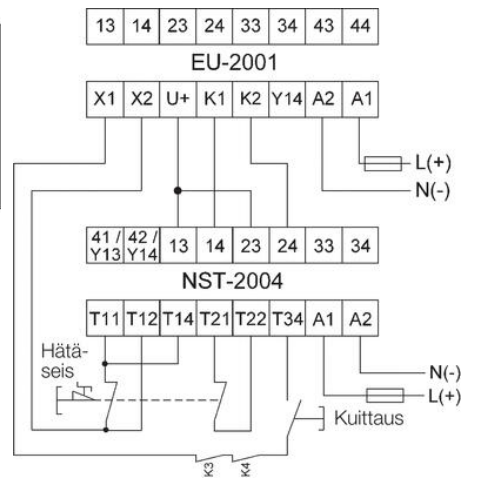 13 14 23 24 33 34 43 44
EU-2001
X1 X2 U+ K1 K2 Y14 A2 A1
L(+)
N(-)
41 / Y13 42 / Y14 13 14 23 24 33 34
NST-2004
T11 T12 T14 T21 T22 T34 A1 A2
Hätä-
seis
N(-)
L(+)
Kuittaus
K3 K4